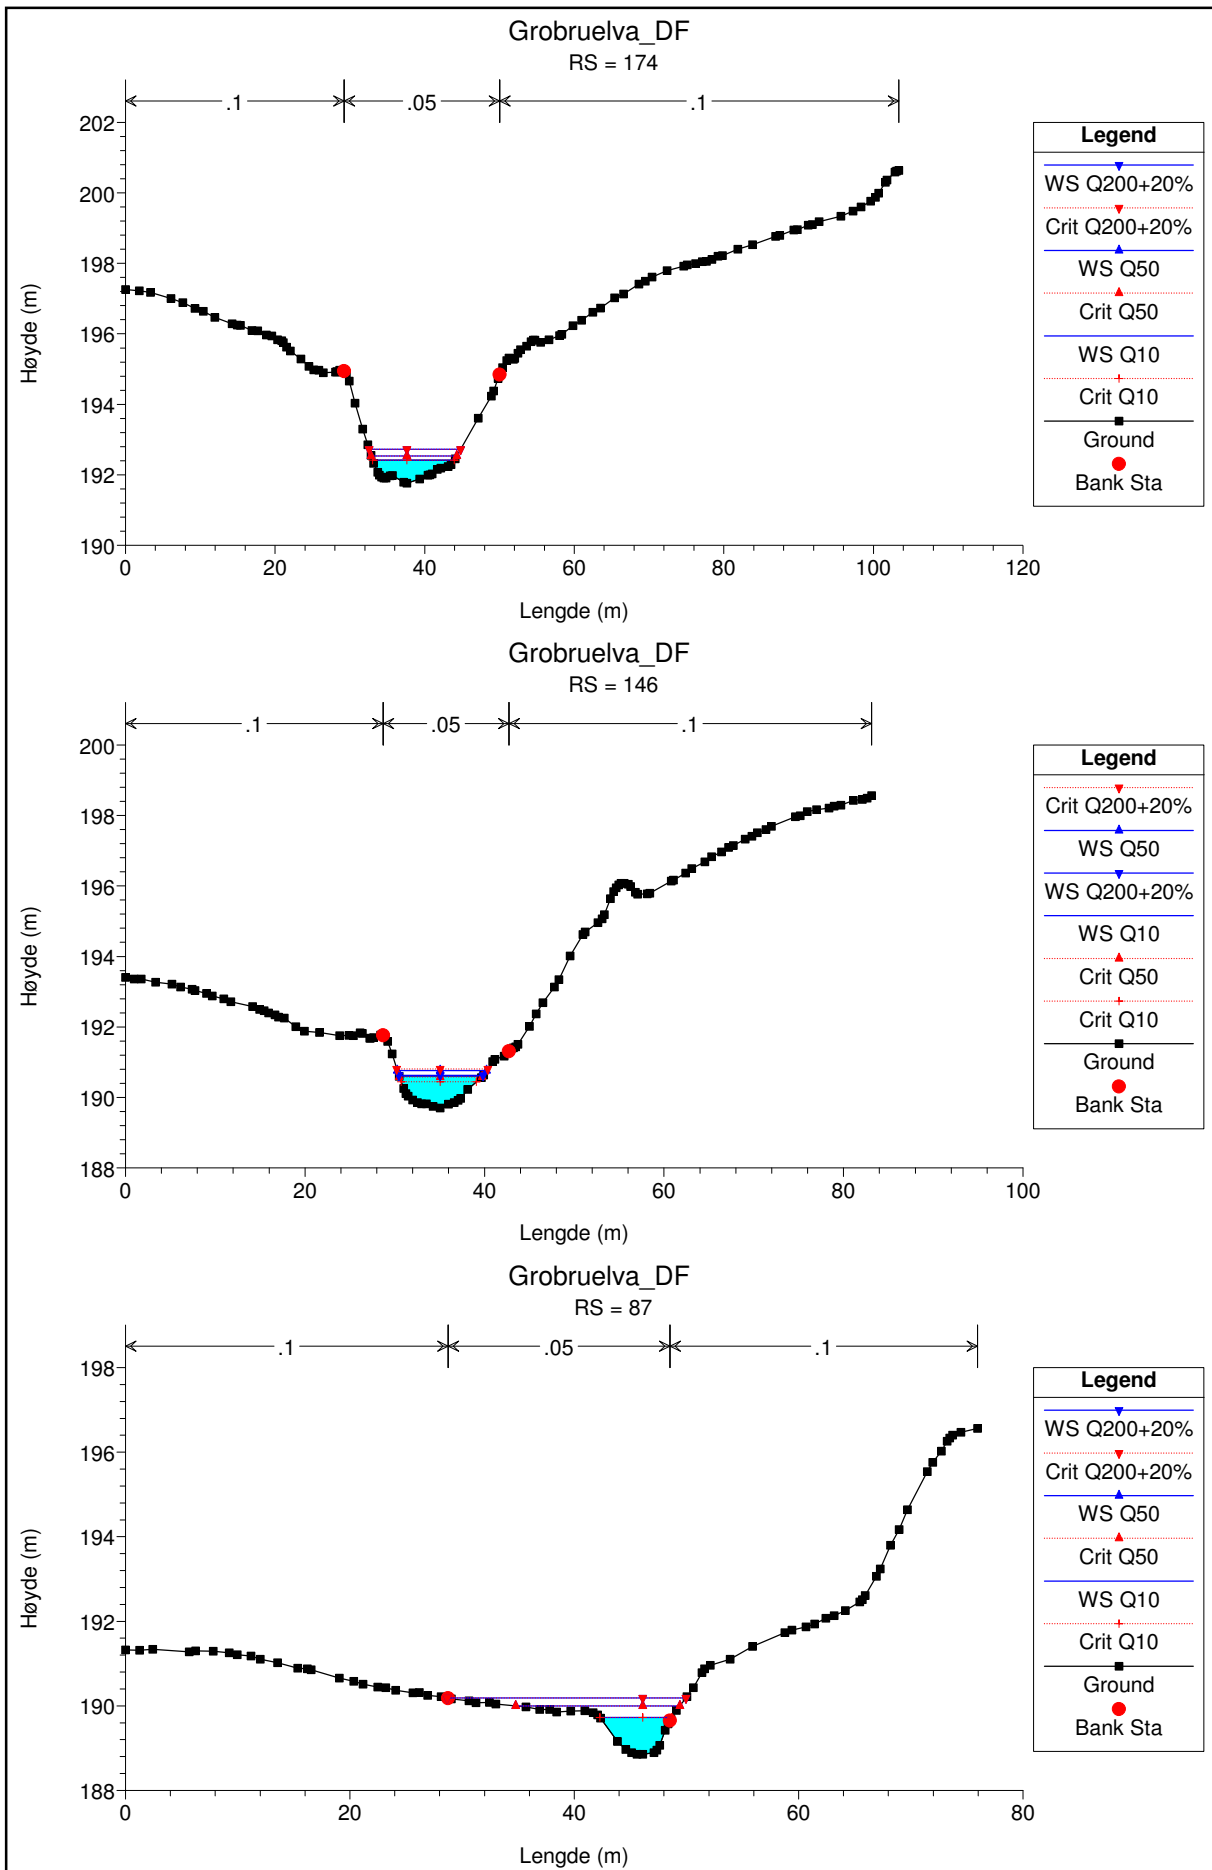 Grobruelva_DF
RS = 174
.1 .05 .1
202
200
198
196
194
192
190
0 20 40 60 80 100 120
Høyde (m)
Lengde (m)
Legend
WS Q200+20%
Crit Q200+20%
WS Q50
Crit Q50
WS Q10
Crit Q10
Ground
Bank Sta
Grobruelva_DF
RS = 146
.1 .05 .1
200
198
196
194
192
190
188
0 20 40 60 80 100
Høyde (m)
Lengde (m)
Legend
Crit Q200+20%
WS Q50
WS Q200+20%
WS Q10
Crit Q50
Crit Q10
Ground
Bank Sta
Grobruelva_DF
RS = 87
.1 .05 .1
198
196
194
192
190
188
0 20 40 60 80
Høyde (m)
Lengde (m)
Legend
WS Q200+20%
Crit Q200+20%
WS Q50
Crit Q50
WS Q10
Crit Q10
Ground
Bank Sta